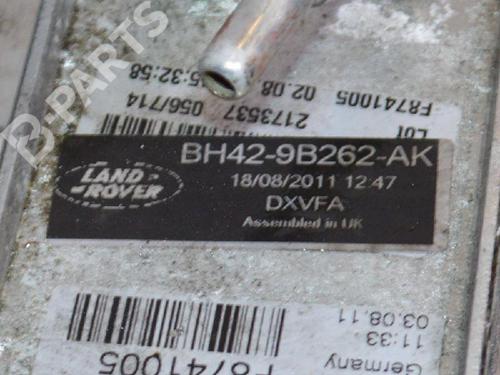 B-PARTS
F8741005 02.08
5:32:58
Lot
2173537 056/714
LAND
ROVER
BH42-9B262-AK
18/08/2011 12:47
DXVFA
Assembled in UK
F8741005
03.08.11
11:33
Germany